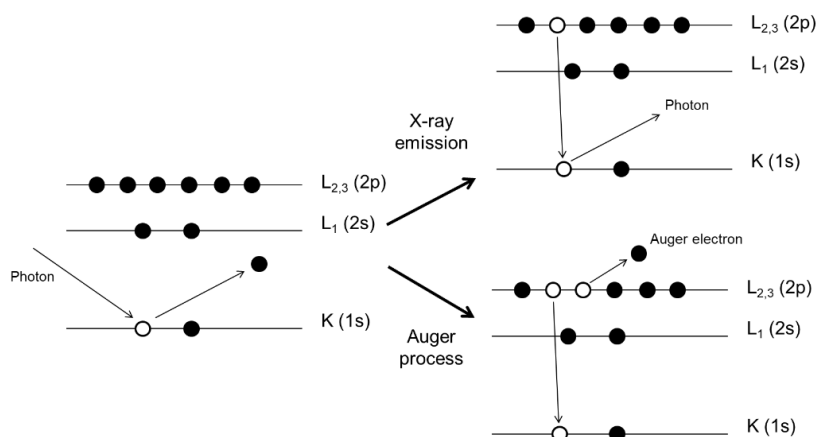 L2,3 (2p)
L1 (2s)
Photon
K (1s)
X-ray
emission
L2,3 (2p)
L1 (2s)
Photon
K (1s)
Auger
process
Auger electron
L2,3 (2p)
L1 (2s)
K (1s)